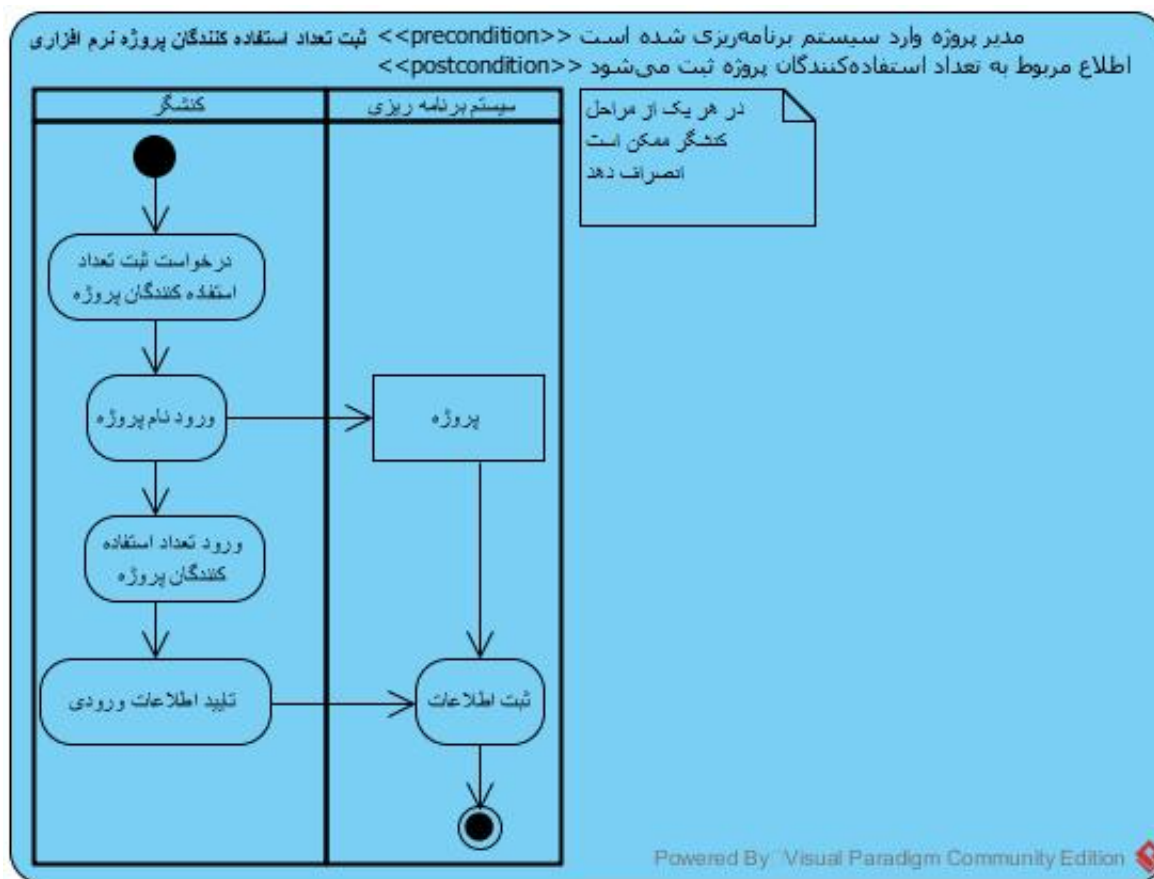 ثبت تعداد استفاده کنندگان پروژه نرم افزاری <<precondition>> مدیر پروژه وارد سیستم برنامه‌ریزی شده است
<<postcondition>> اطلاع مربوط به تعداد استفاده‌کنندگان پروژه ثبت می‌شود
کنشگر
سیستم برنامه ریزی
در هر یک از مراحل
کنشگر ممکن است
انصراف دهد
درخواست ثبت تعداد
استفاده کنندگان پروژه
ورود نام پروژه
پروژه
ورود تعداد استفاده
کنندگان پروژه
تایید اطلاعات ورودی
ثبت اطلاعات
Powered By Visual Paradigm Community Edition